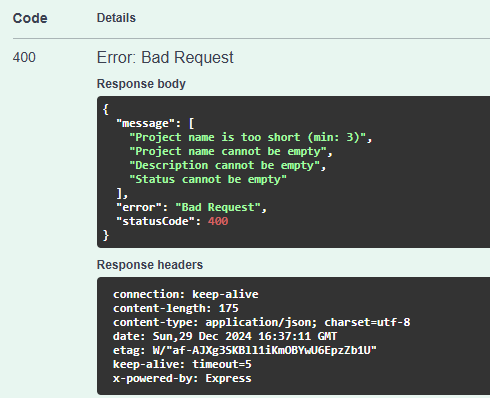 Code Details
400 Error: Bad Request
Response body
{
"message": [
"Project name is too short (min: 3)",
"Project name cannot be empty",
"Description cannot be empty",
"Status cannot be empty"
],
"error": "Bad Request",
"statusCode": 400
}
Response headers
connection: keep-alive
content-length: 175
content-type: application/json; charset=utf-8
date: Sun,29 Dec 2024 16:37:11 GMT
etag: W/"af-AJXg3SKBll1iKmOBYwU6EpzZb1U"
keep-alive: timeout=5
x-powered-by: Express